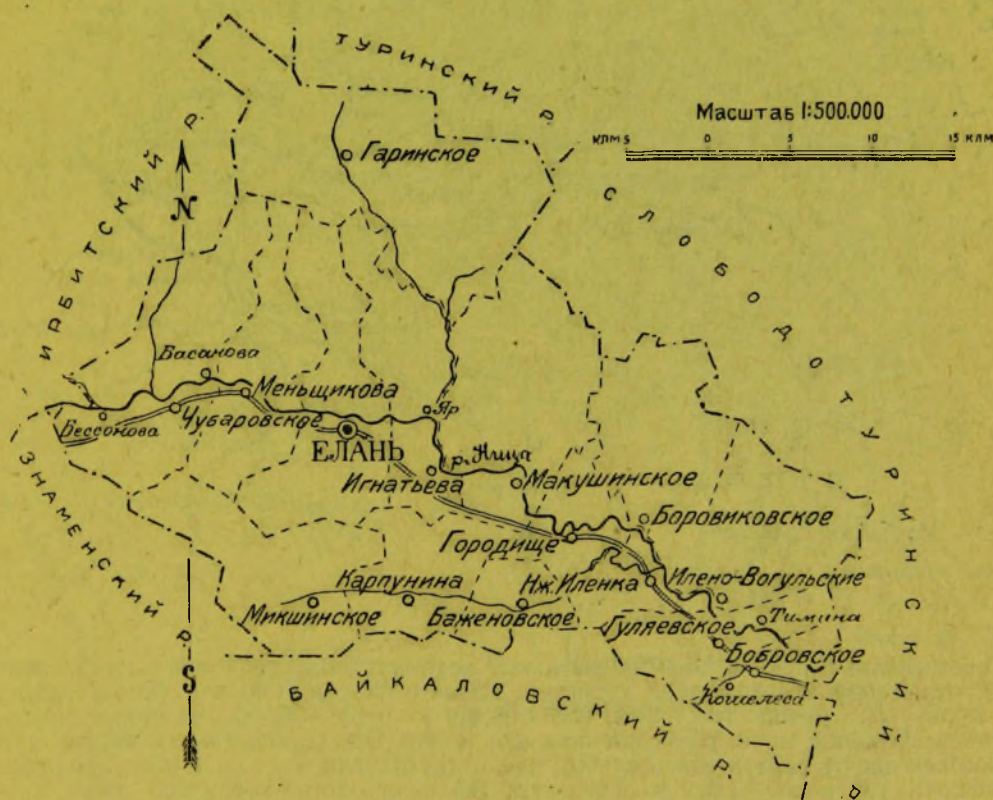 ТУРИНСКИЙ Р.
Масштаб 1:500.000
КЛМ 5 0 5 10 15 КЛМ
Гаринское
ИРБИТСКИЙ Р.
N
СЛОБОДОТУРИНСКИЙ Р
Басанова
Меньщикова
Яр
Бессонова
Чубаровское
ЕЛАНЬ
р. Ница
Игнатьева
Макушинское
ЗНАМЕНСКИЙ Р.
Боровиковское
Городище
Карпунина
Нж. Иленка
Илено-Вогульские
Микшинское
Баженовское
Гуляевское
Тимина
Бобровское
S
Кошелева
БАЙКАЛОВСКИЙ Р.